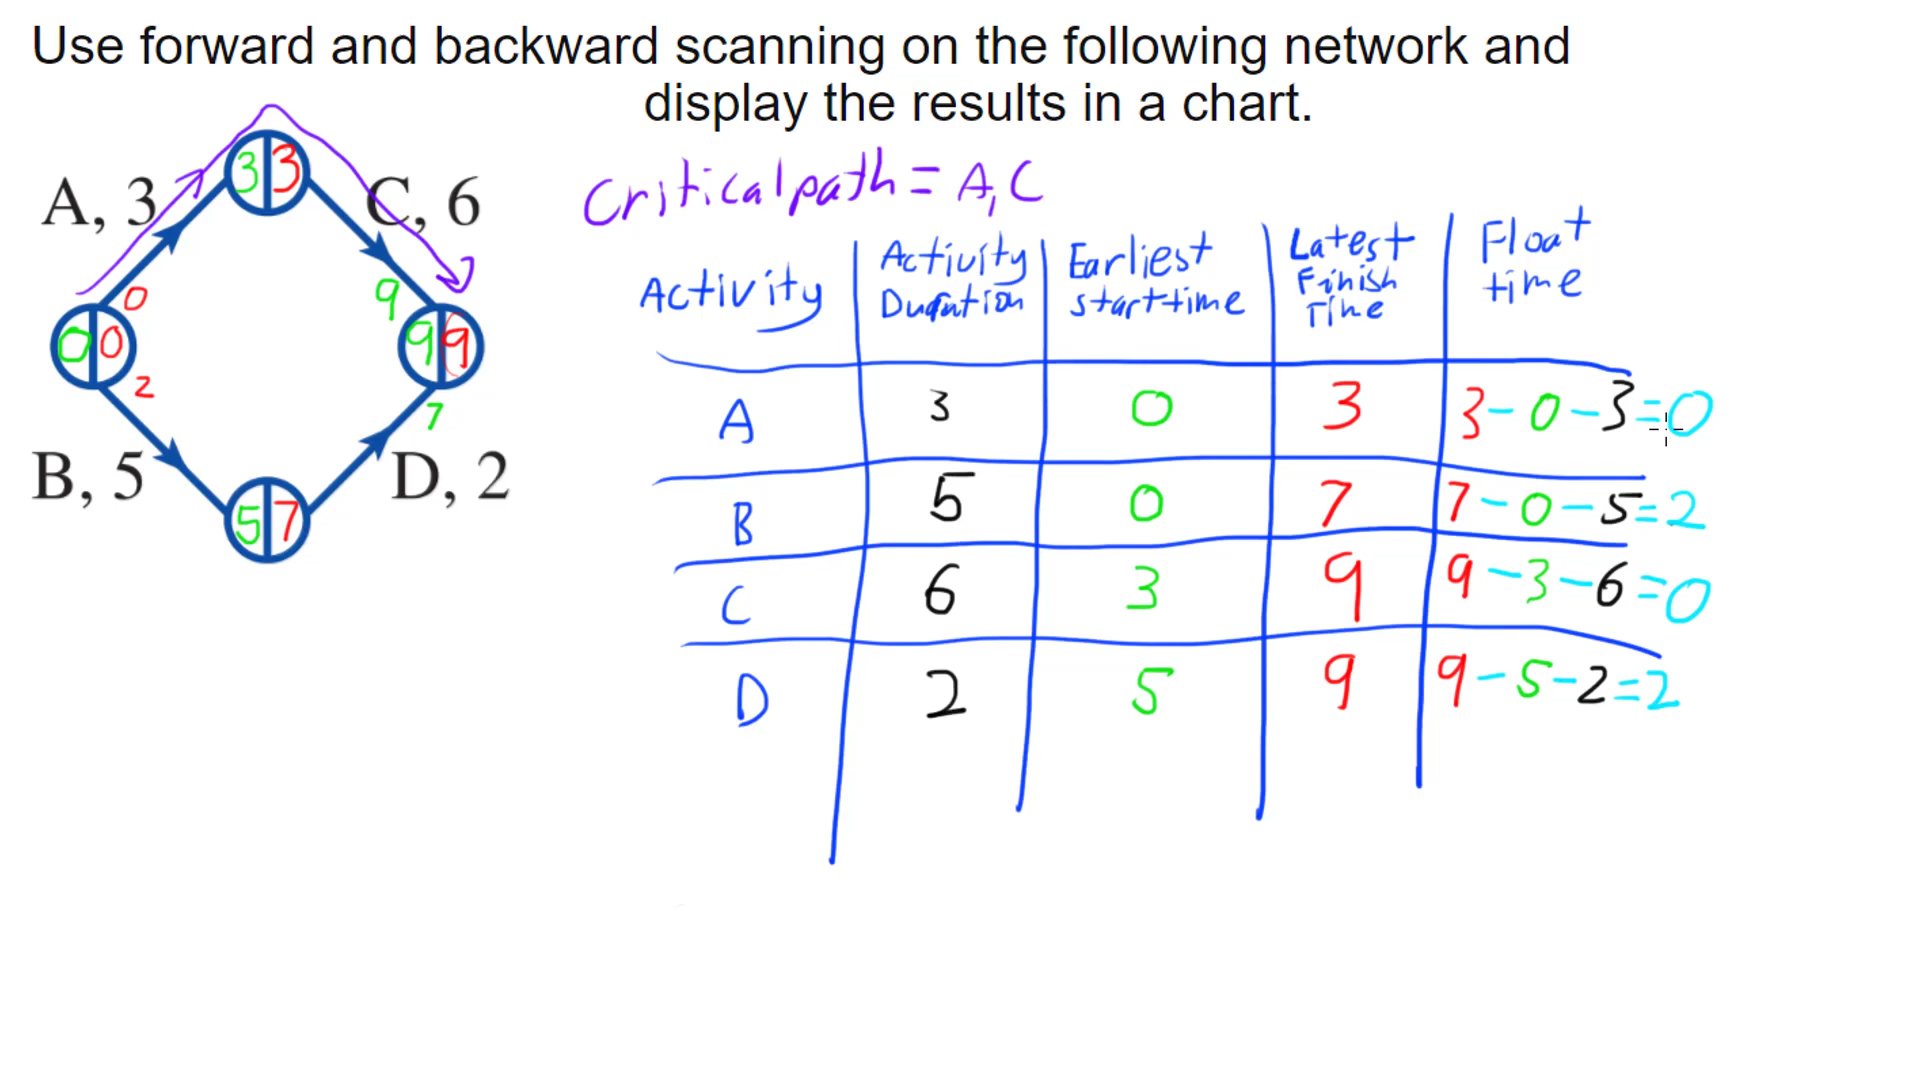 Use forward and backward scanning on the following network and
display the results in a chart.
Critical path = A, C
A, 3
3 3
C, 6
0
9
0 0
9 9
2
7
B, 5
D, 2
5 7
Activity Activity Duration Earliest start time Latest Finish Time Float time
A 3 0 3 3-0-3=0
B 5 0 7 7-0-5=2
C 6 3 9 9-3-6=0
D 2 5 9 9-5-2=2